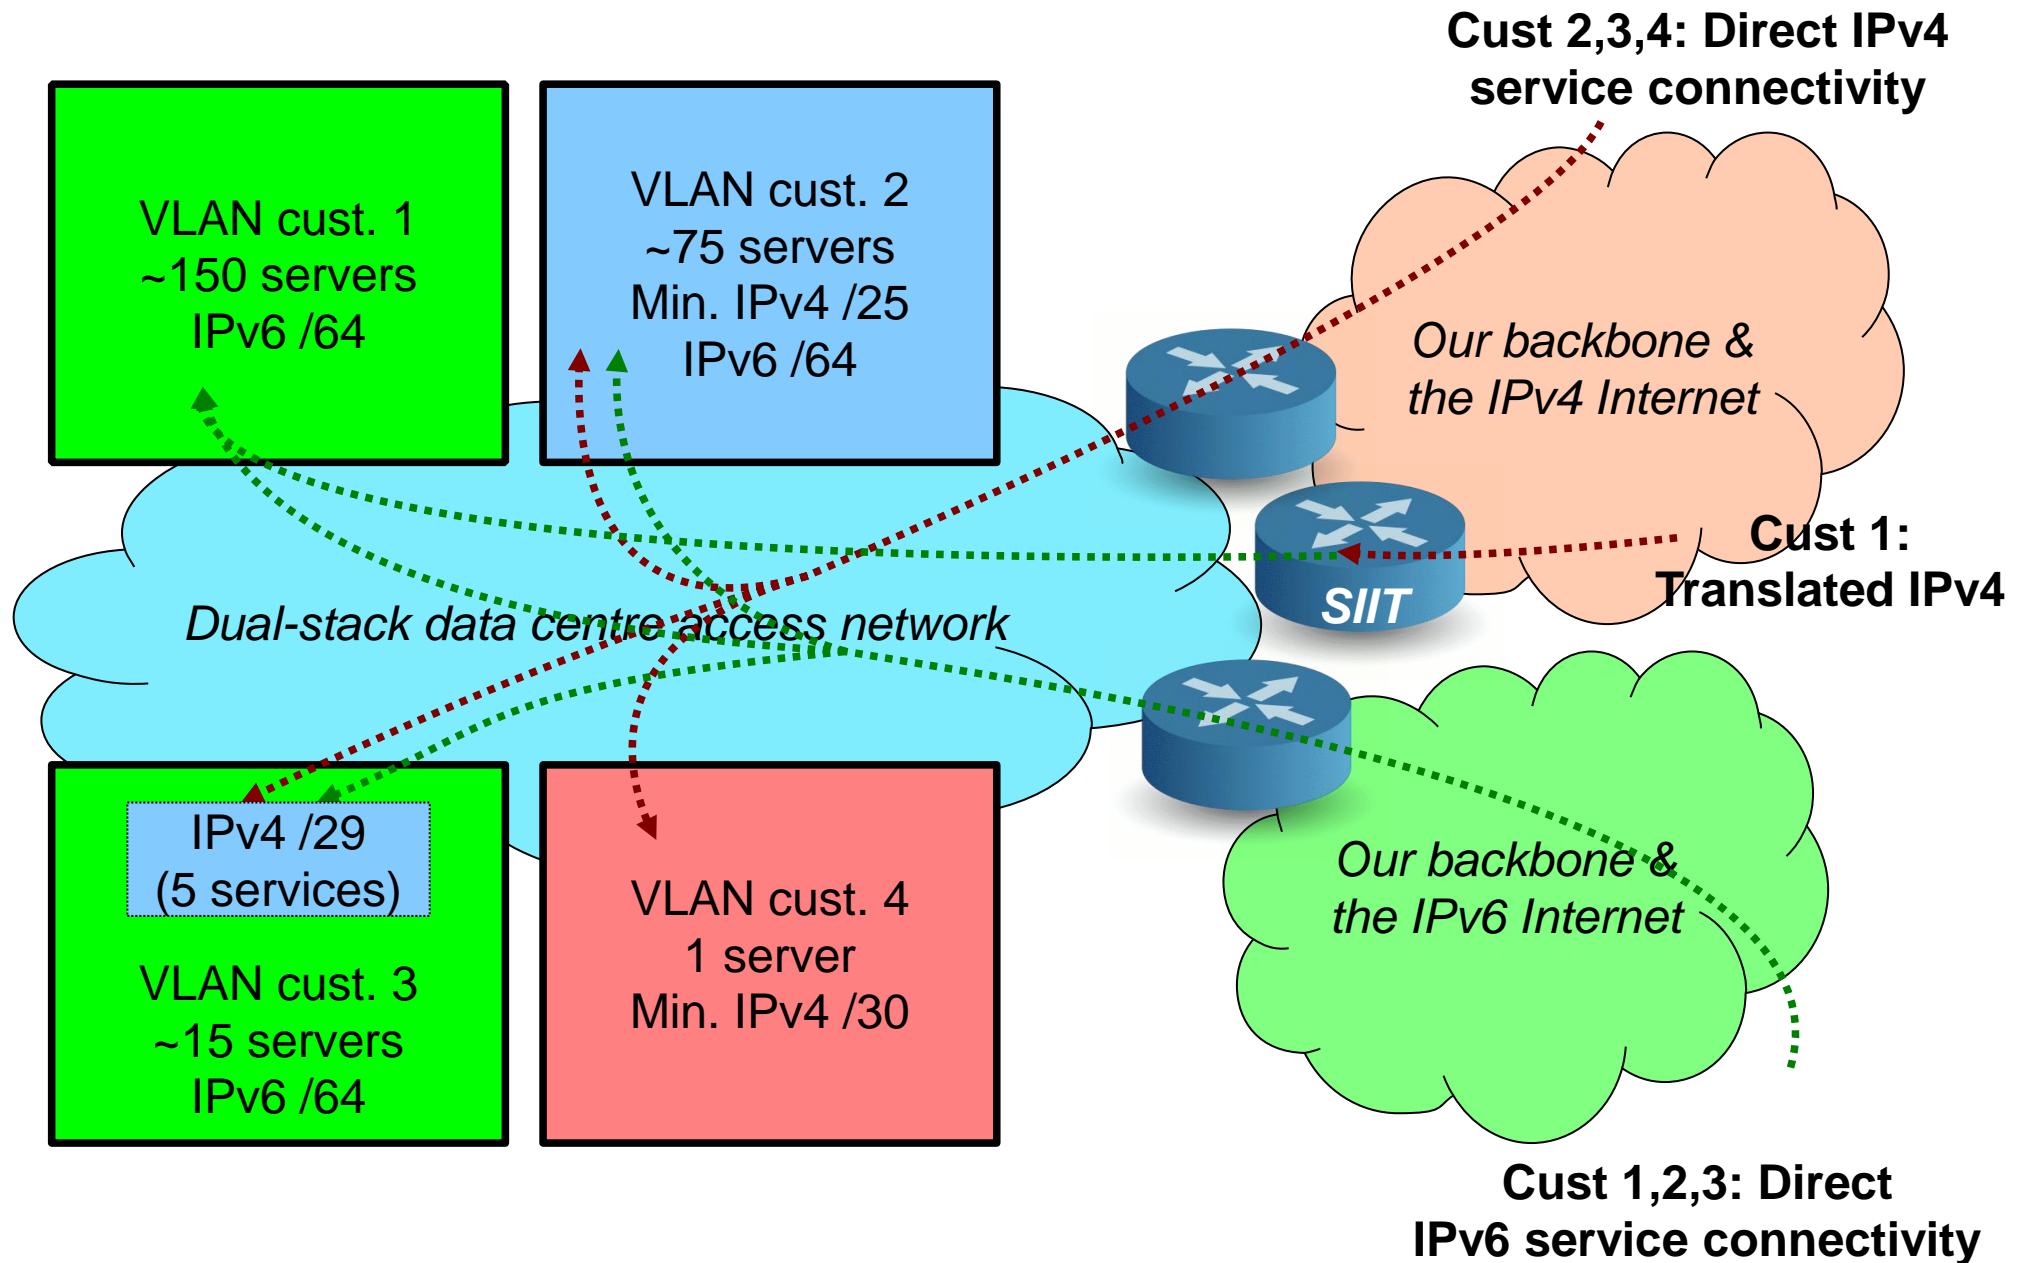 Cust 2,3,4: Direct IPv4
service connectivity
VLAN cust. 1
~150 servers
IPv6 /64
VLAN cust. 2
~75 servers
Min. IPv4 /25
IPv6 /64
Our backbone &
the IPv4 Internet
Cust 1:
Translated IPv4
SIIT
Dual-stack data centre access network
IPv4 /29
(5 services)
VLAN cust. 3
~15 servers
IPv6 /64
VLAN cust. 4
1 server
Min. IPv4 /30
Our backbone &
the IPv6 Internet
Cust 1,2,3: Direct
IPv6 service connectivity